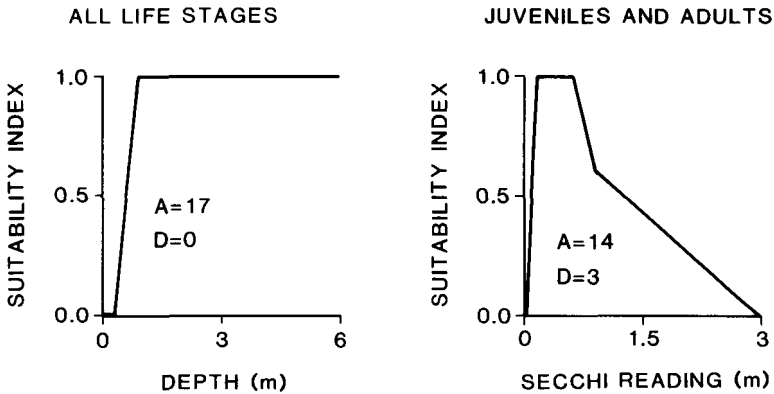 ALL LIFE STAGES
SUITABILITY INDEX
1.0
0.5
0.0
A=17
D=0
0 3 6
DEPTH (m)
JUVENILES AND ADULTS
SUITABILITY INDEX
1.0
0.5
0.0
A=14
D=3
0 1.5 3
SECCHI READING (m)